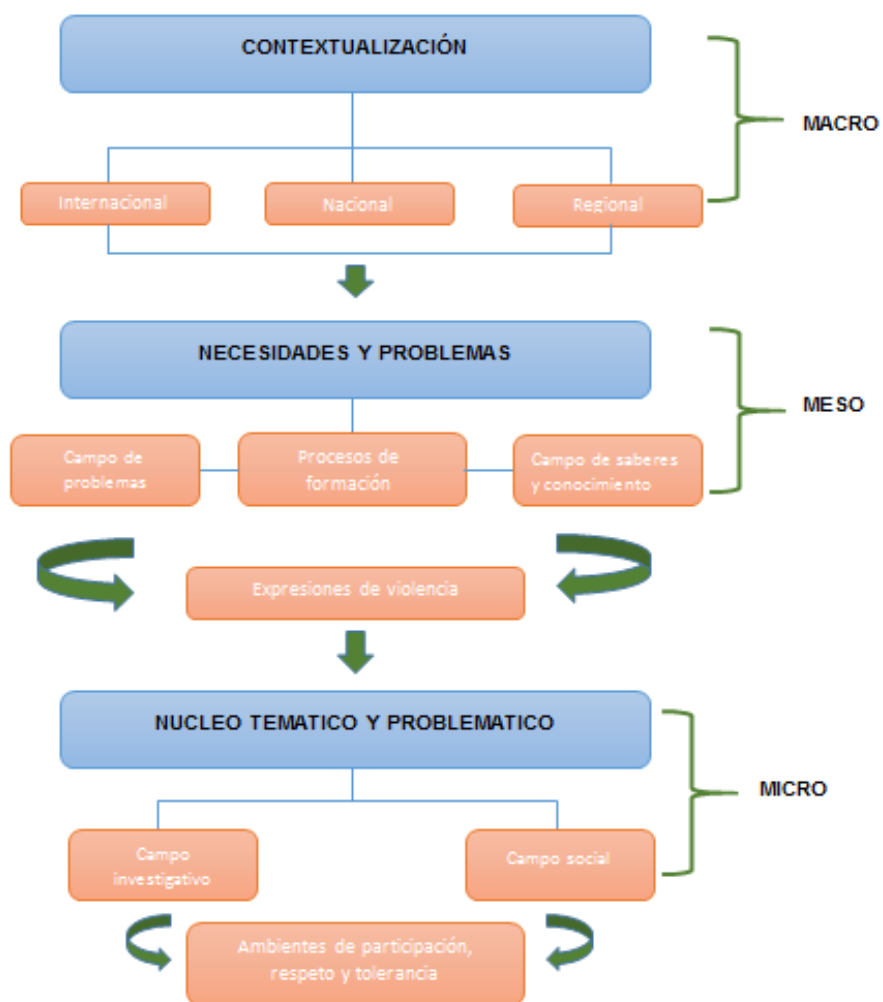 CONTEXTUALIZACIÓN
MACRO
Internacional
Nacional
Regional
NECESIDADES Y PROBLEMAS
MESO
Campo de
problemas
Procesos de
formación
Campo de saberes
y conocimiento
Expresiones de violencia
NUCLEO TEMATICO Y PROBLEMATICO
MICRO
Campo
investigativo
Campo social
Ambientes de participación,
respeto y tolerancia